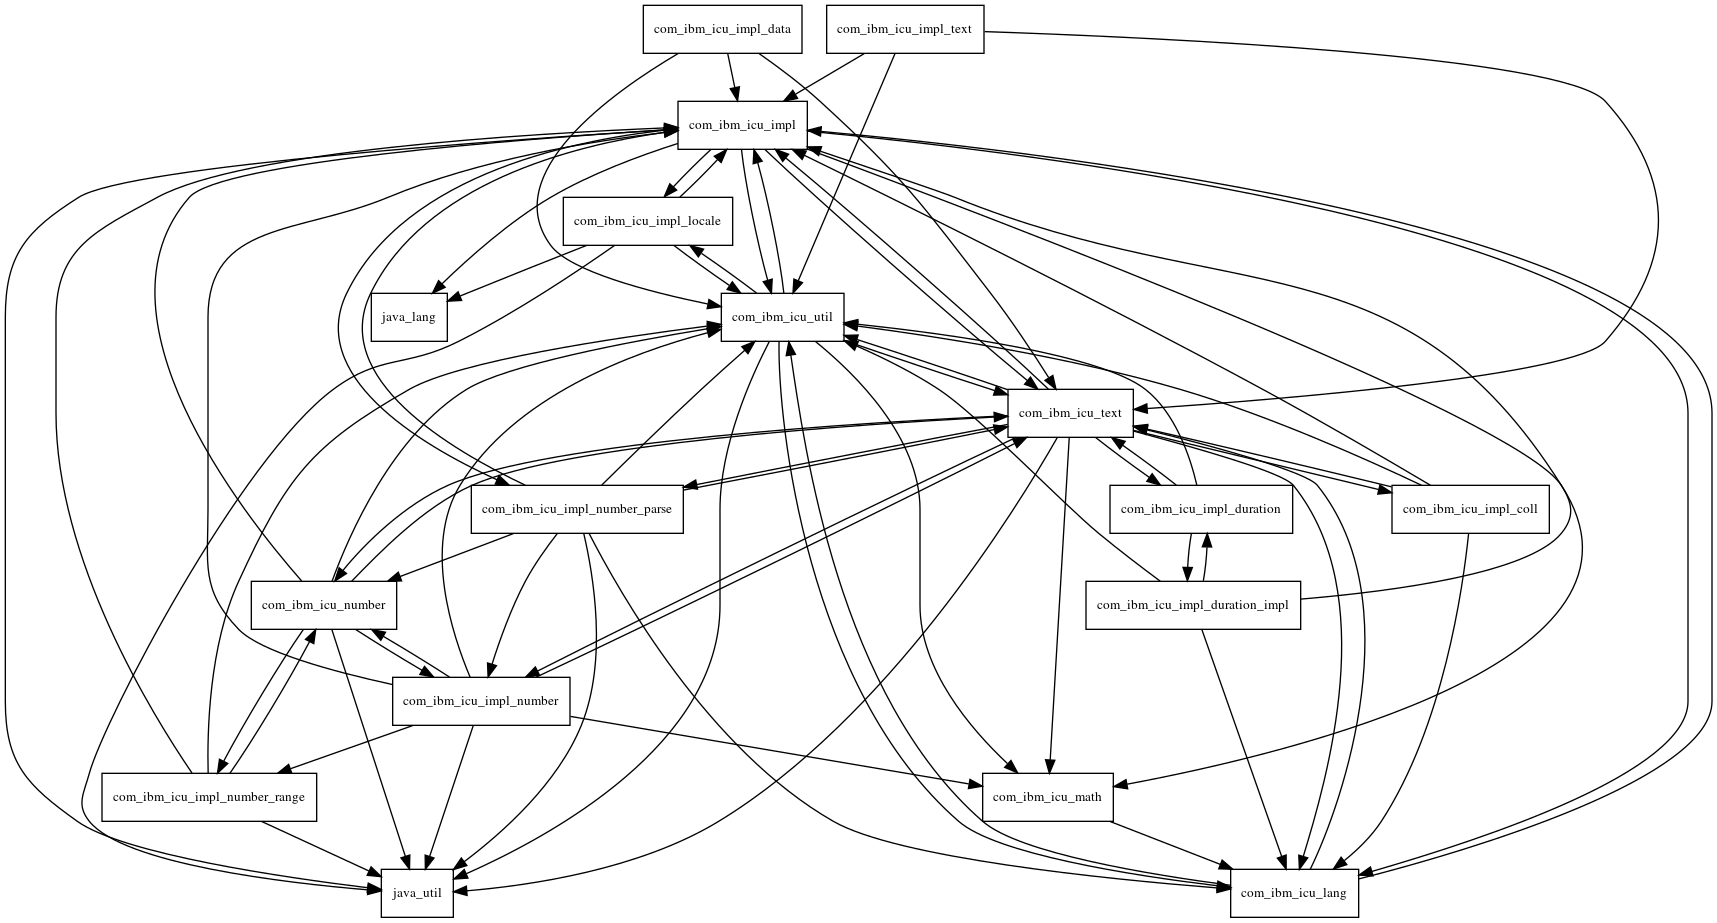 com_ibm_icu_impl_data
com_ibm_icu_impl_text
com_ibm_icu_impl
com_ibm_icu_impl_locale
java_lang
com_ibm_icu_util
com_ibm_icu_text
com_ibm_icu_impl_number_parse
com_ibm_icu_impl_duration
com_ibm_icu_impl_coll
com_ibm_icu_number
com_ibm_icu_impl_duration_impl
com_ibm_icu_impl_number
com_ibm_icu_impl_number_range
com_ibm_icu_math
java_util
com_ibm_icu_lang